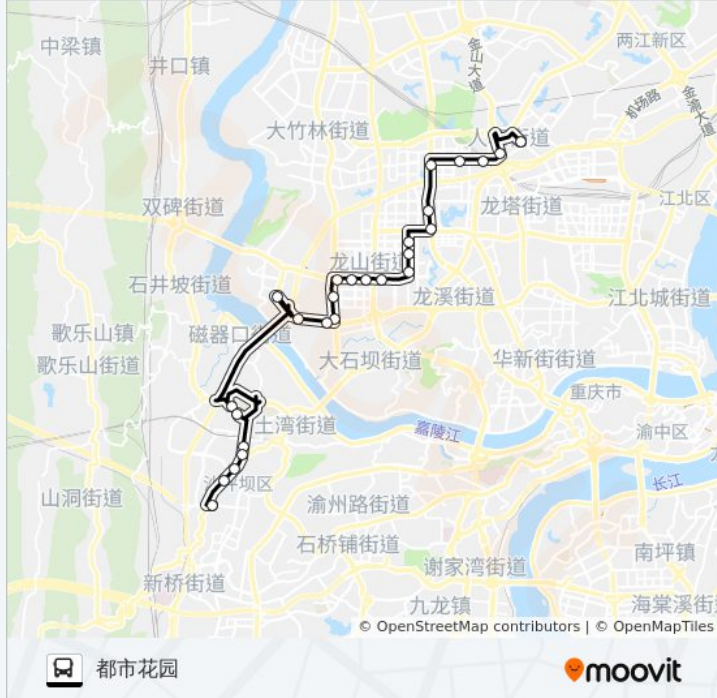 中梁镇
井口镇
金山大道
两江新区
机场路
金渝大道
大竹林街道
人
街道
双碑街道
龙塔街道
江北区
龙山街道
石井坡街道
龙溪街道
江北城街道
歌乐山镇
磁器口街道
歌乐山街道
大石坝街道
华新街街道
重庆市
土湾街道
嘉陵江
渝中区
坝区
长江
山洞街道
渝州路街道
石桥铺街道
南坪镇
谢家湾街道
新桥街道
九龙镇
海棠溪街
© OpenStreetMap contributors | © OpenMapTiles
都市花园
moovit